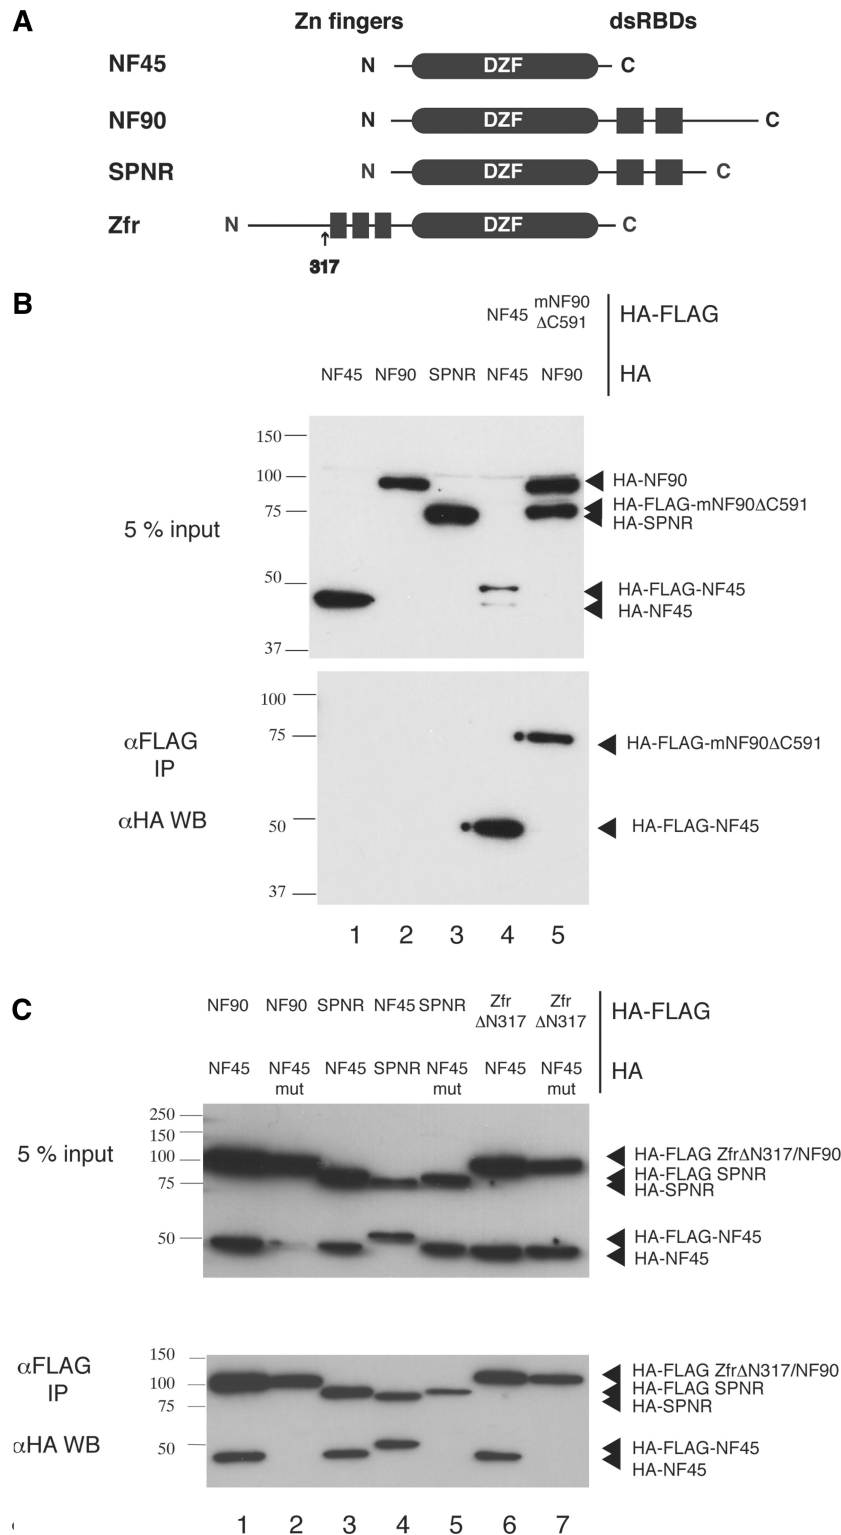 A
Zn fingers dsRBDs
NF45 N DZF C
NF90 N DZF C
SPNR N DZF C
Zfr N DZF C
317
B
NF45 mNF90 ΔC591 HA-FLAG
NF45 NF90 SPNR NF45 NF90 HA
5 % input
150
100
75
50
37
HA-NF90
HA-FLAG-mNF90ΔC591
HA-SPNR
HA-FLAG-NF45
HA-NF45
αFLAG
IP
αHA WB
100
75
50
37
HA-FLAG-mNF90ΔC591
HA-FLAG-NF45
1 2 3 4 5
C
NF90 NF90 SPNR NF45 SPNR Zfr ΔN317 Zfr ΔN317 HA-FLAG
NF45 NF45 mut NF45 SPNR NF45 mut NF45 NF45 mut HA
5 % input
250
150
100
75
50
HA-FLAG ZfrΔN317/NF90
HA-FLAG SPNR
HA-SPNR
HA-FLAG-NF45
HA-NF45
αFLAG
IP
αHA WB
150
100
75
50
HA-FLAG ZfrΔN317/NF90
HA-FLAG SPNR
HA-SPNR
HA-FLAG-NF45
HA-NF45
1 2 3 4 5 6 7